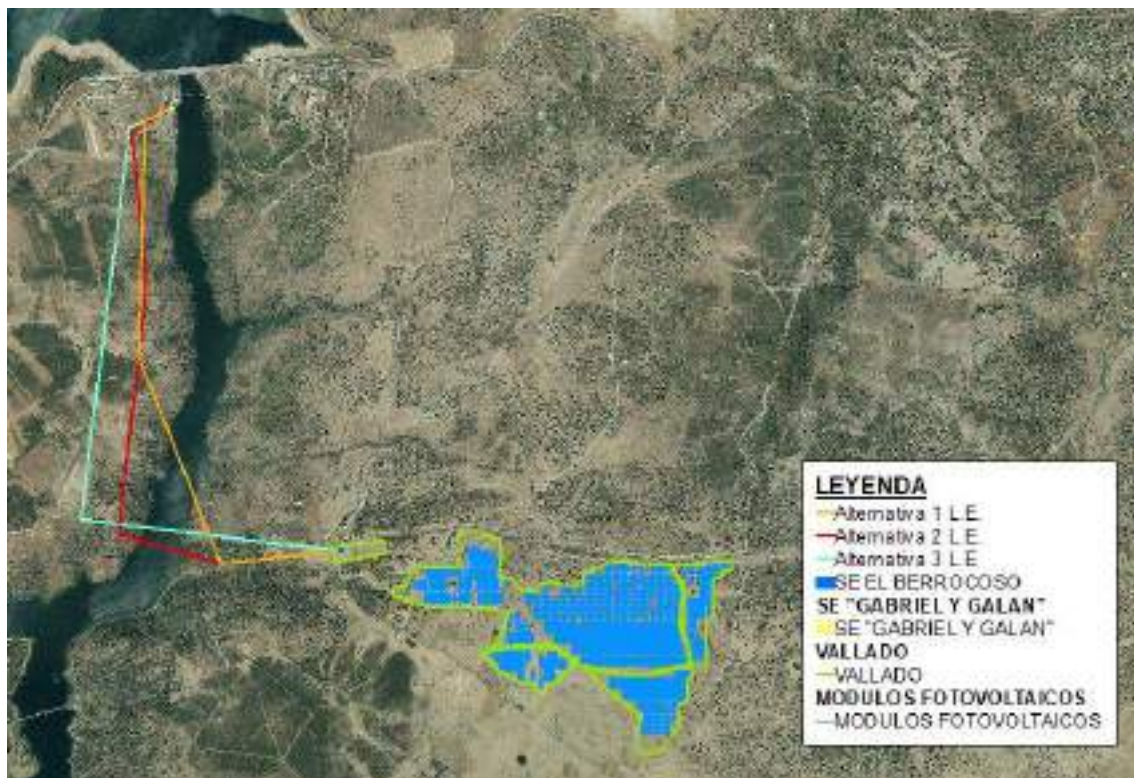 LEYENDA
Alternativa 1 L.E.
Alternativa 2 L.E.
Alternativa 3 L.E
SE EL BERROCOSO
SE "GABRIEL Y GALAN"
SE "GABRIEL Y GALAN"
VALLADO
VALLADO
MODULOS FOTOVOLTAICOS
MODULOS FOTOVOLTAICOS